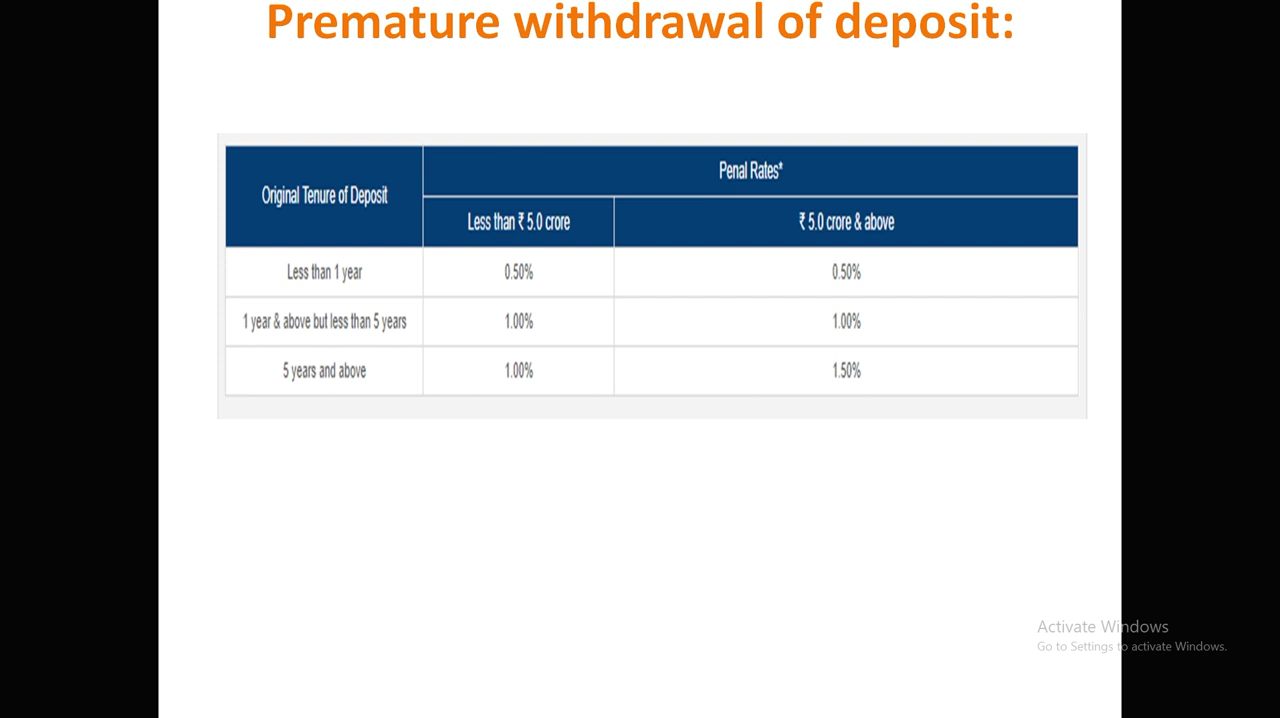 Premature withdrawal of deposit:
Original Tenure of Deposit
Penal Rates*
Less than ₹ 5.0 crore
₹ 5.0 crore & above
Less than 1 year
0.50%
0.50%
1 year & above but less than 5 years
1.00%
1.00%
5 years and above
1.00%
1.50%
Activate Windows
Go to Settings to activate Windows.